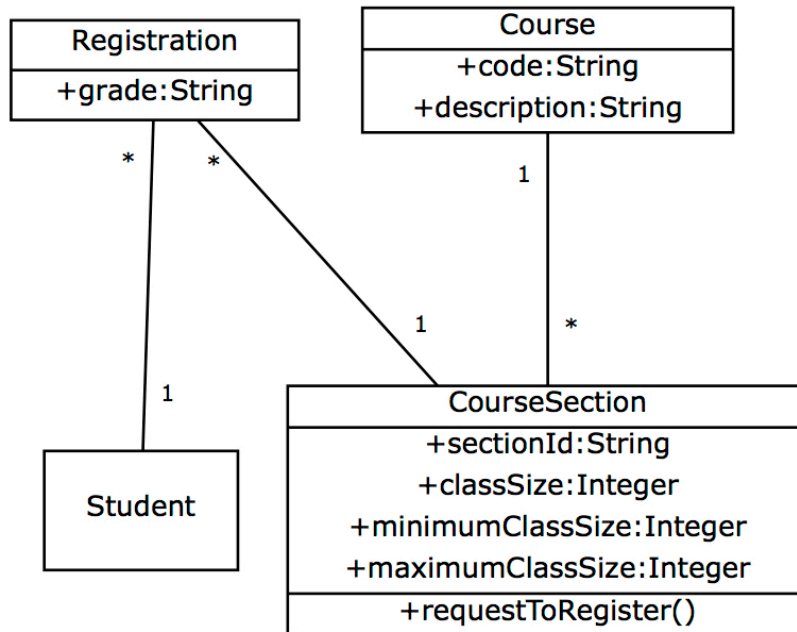 Registration
+grade:String
Course
+code:String
+description:String
*
*
1
1
*
1
CourseSection
+sectionId:String
+classSize:Integer
+minimumClassSize:Integer
+maximumClassSize:Integer
+requestToRegister()
Student